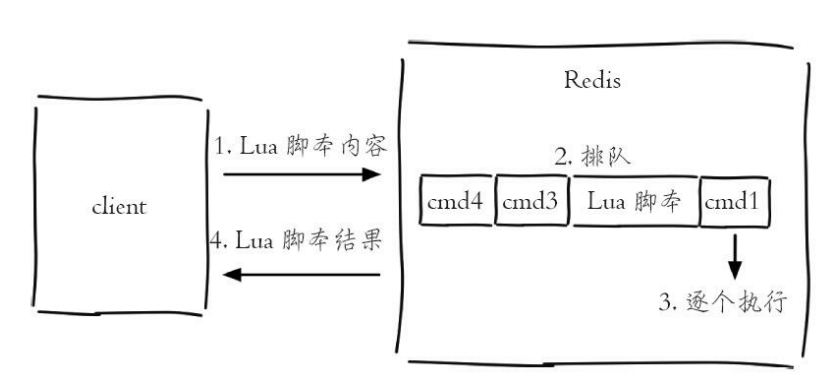 Redis
1. Lua 脚本内容
2. 排队
client
cmd4 cmd3 Lua 脚本 cmd1
4. Lua 脚本结果
3. 逐个执行